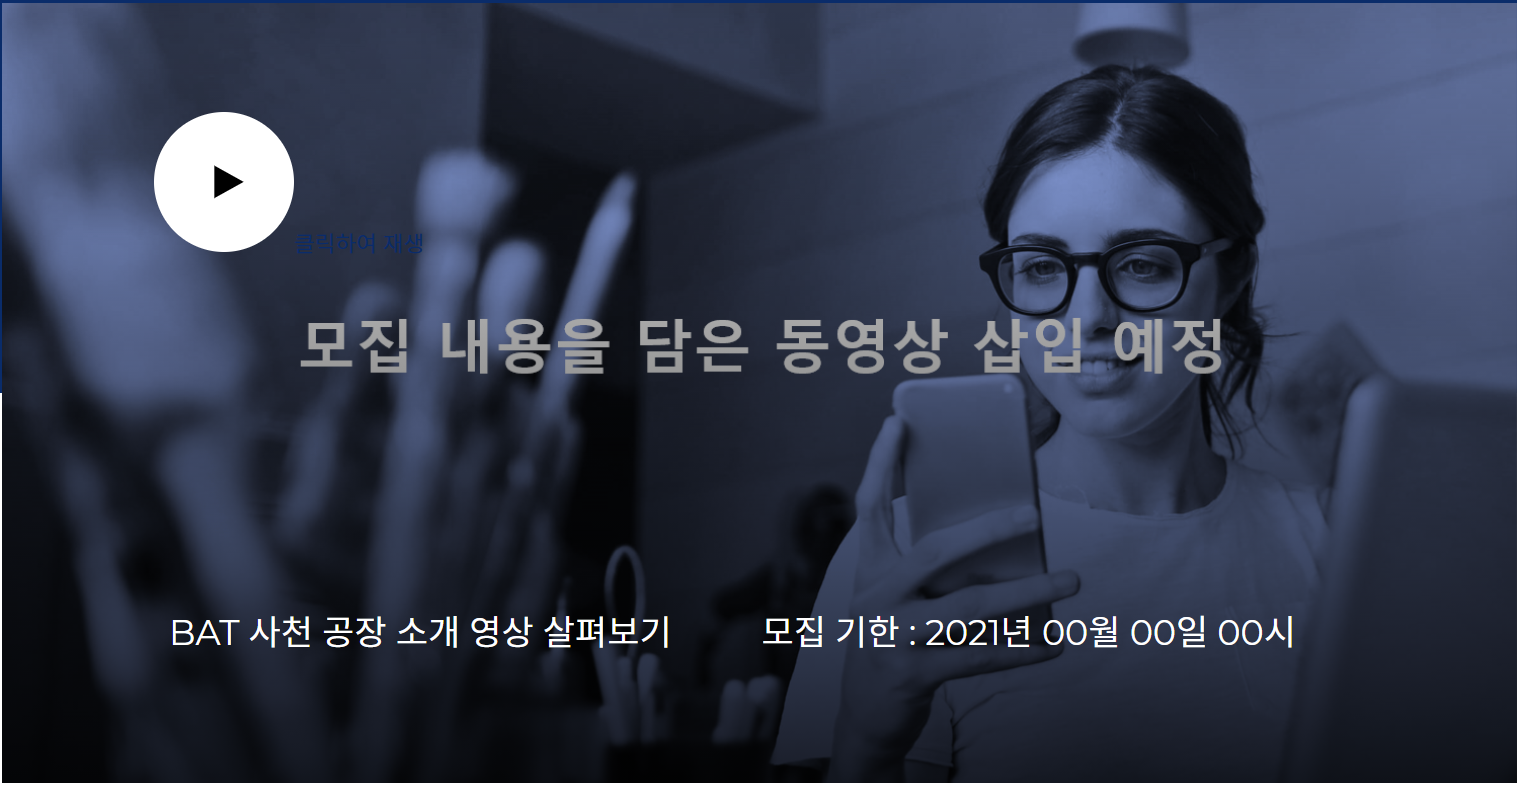 클릭하여 재생
모집 내용을 담은 동영상 삽입 예정
BAT 사천 공장 소개 영상 살펴보기
모집 기한 : 2021년 00월 00일 00시